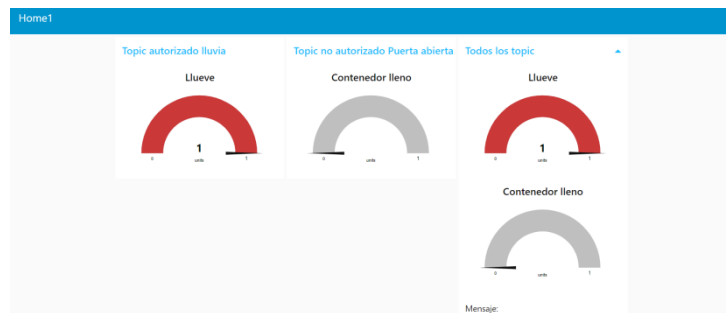 Home1
Topic autorizado lluvia
Llueve
1
0
units
1
Topic no autorizado Puerta abierta
Contenedor lleno
0
units
1
Todos los topic
Llueve
1
0
units
1
Contenedor lleno
0
units
1
Mensaje: